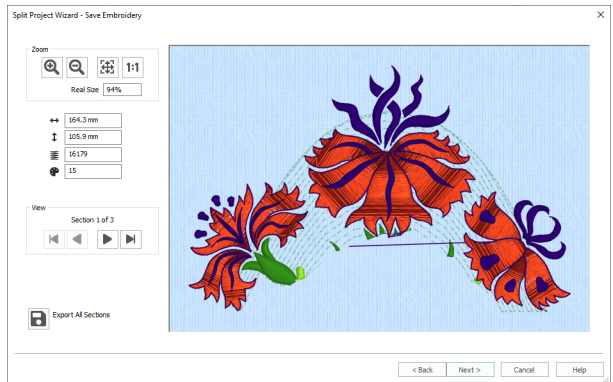 Split Project Wizard - Save Embroidery
Zoom
1:1
Real Size 94%
164.3 mm
105.9 mm
16179
15
View
Section 1 of 3
Export All Sections
< Back Next > Cancel Help